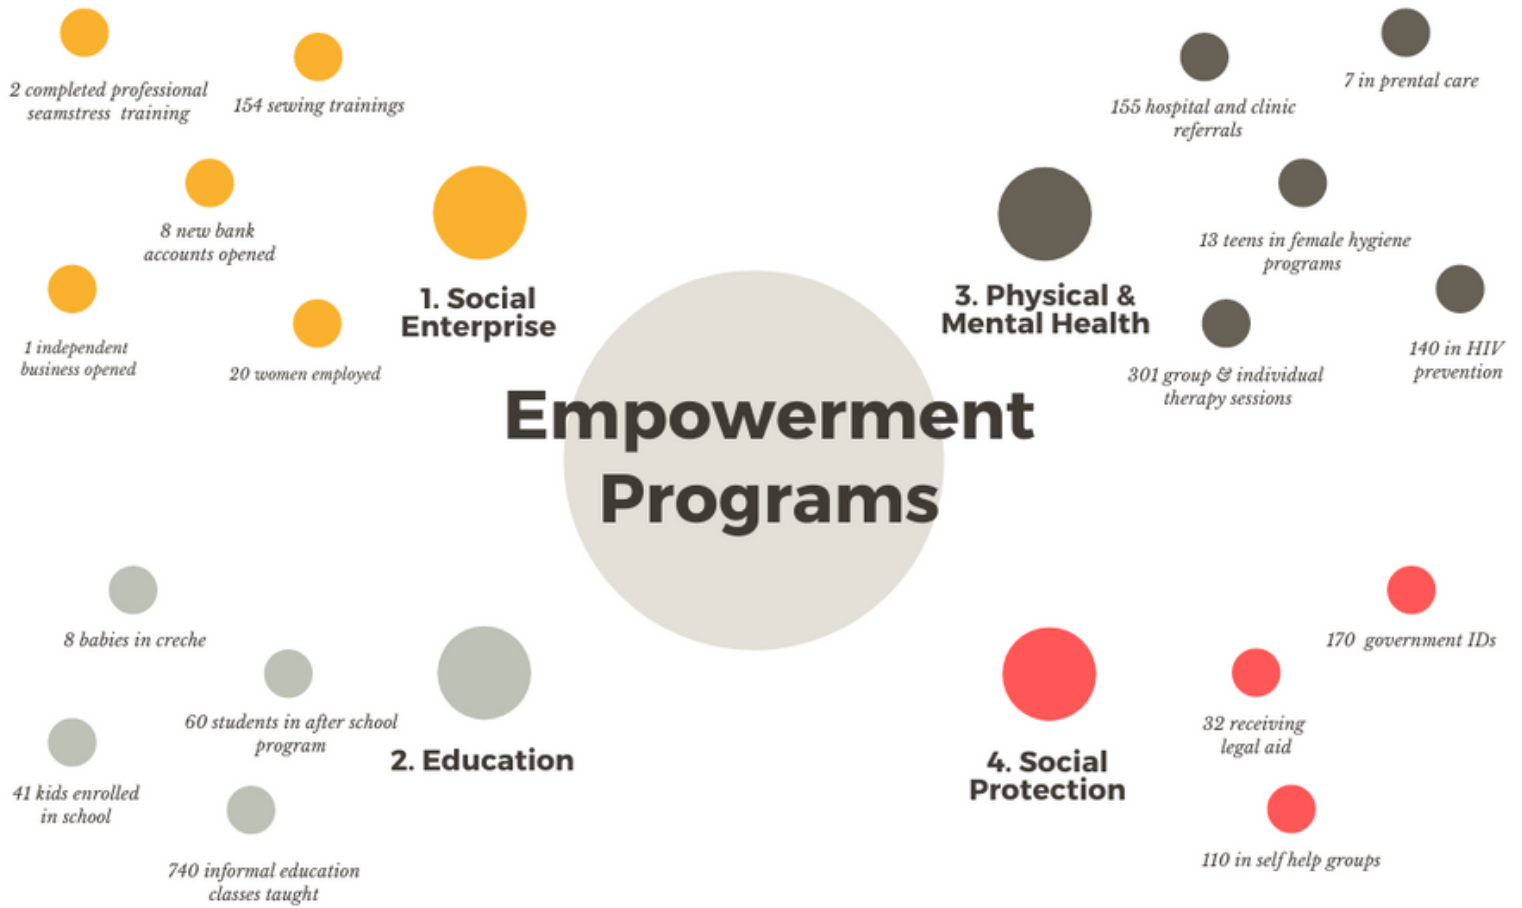 Empowerment
Programs
1. Social
Enterprise
2 completed professional
seamstress training
154 sewing trainings
8 new bank
accounts opened
1 independent
business opened
20 women employed
2. Education
8 babies in creche
60 students in after school
program
41 kids enrolled
in school
740 informal education
classes taught
3. Physical &
Mental Health
155 hospital and clinic
referrals
7 in prental care
13 teens in female hygiene
programs
140 in HIV
prevention
301 group & individual
therapy sessions
4. Social
Protection
170 government IDs
32 receiving
legal aid
110 in self help groups